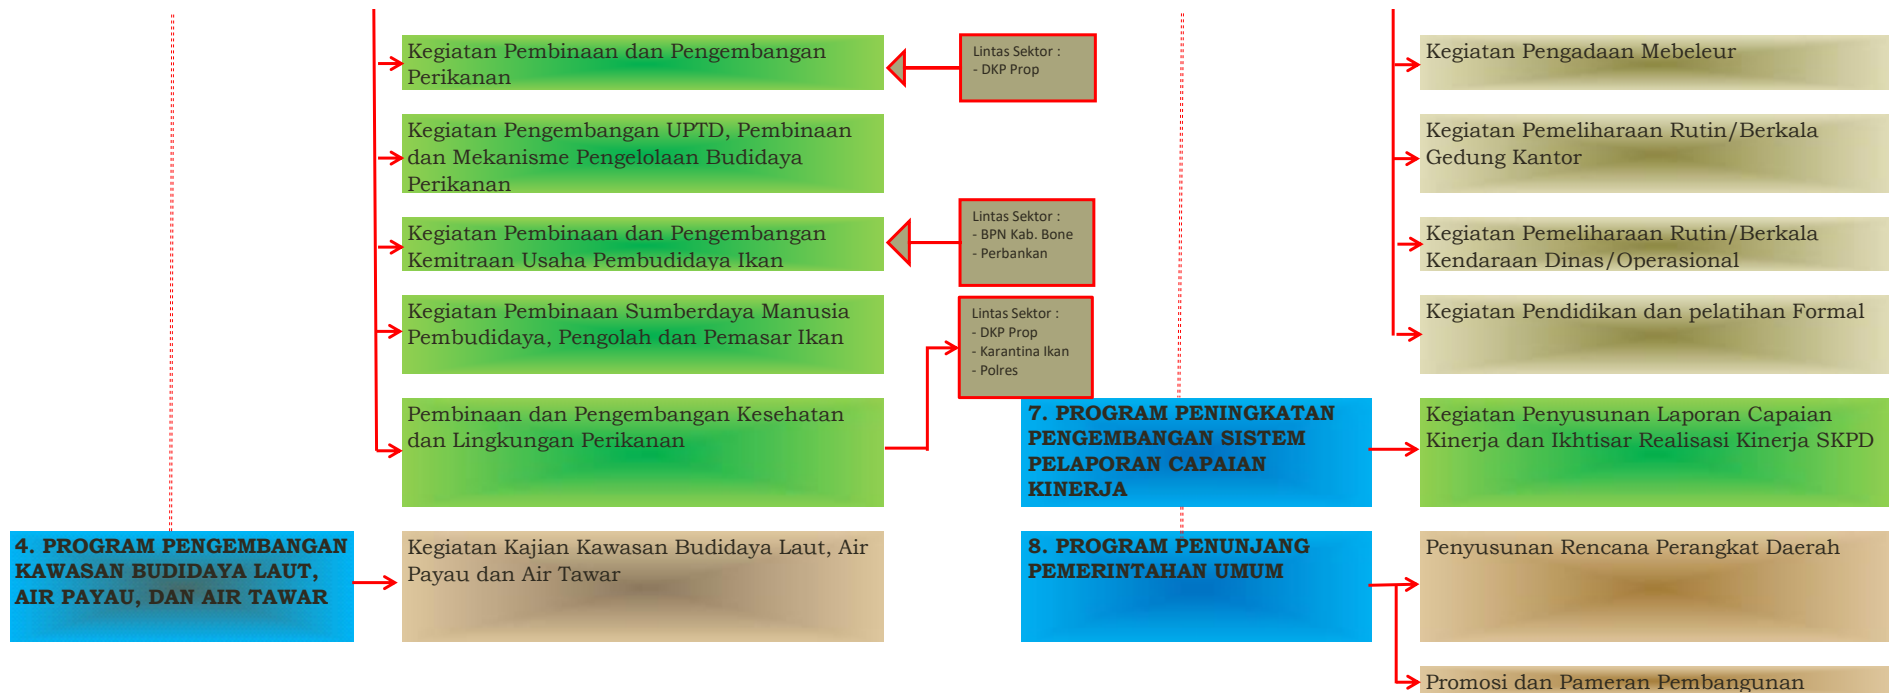 Kegiatan Pembinaan dan Pengembangan
Perikanan
Lintas Sektor :
- DKP Prop
Kegiatan Pengembangan UPTD, Pembinaan
dan Mekanisme Pengelolaan Budidaya
Perikanan
Kegiatan Pembinaan dan Pengembangan
Kemitraan Usaha Pembudidaya Ikan
Lintas Sektor :
- BPN Kab. Bone
- Perbankan
Kegiatan Pembinaan Sumberdaya Manusia
Pembudidaya, Pengolah dan Pemasar Ikan
Lintas Sektor :
- DKP Prop
- Karantina Ikan
- Polres
Pembinaan dan Pengembangan Kesehatan
dan Lingkungan Perikanan
4. PROGRAM PENGEMBANGAN
KAWASAN BUDIDAYA LAUT,
AIR PAYAU, DAN AIR TAWAR
Kegiatan Kajian Kawasan Budidaya Laut, Air
Payau dan Air Tawar
Kegiatan Pengadaan Mebeleur
Kegiatan Pemeliharaan Rutin/Berkala
Gedung Kantor
Kegiatan Pemeliharaan Rutin/Berkala
Kendaraan Dinas/Operasional
Kegiatan Pendidikan dan pelatihan Formal
7. PROGRAM PENINGKATAN
PENGEMBANGAN SISTEM
PELAPORAN CAPAIAN
KINERJA
Kegiatan Penyusunan Laporan Capaian
Kinerja dan Ikhtisar Realisasi Kinerja SKPD
8. PROGRAM PENUNJANG
PEMERINTAHAN UMUM
Penyusunan Rencana Perangkat Daerah
Promosi dan Pameran Pembangunan